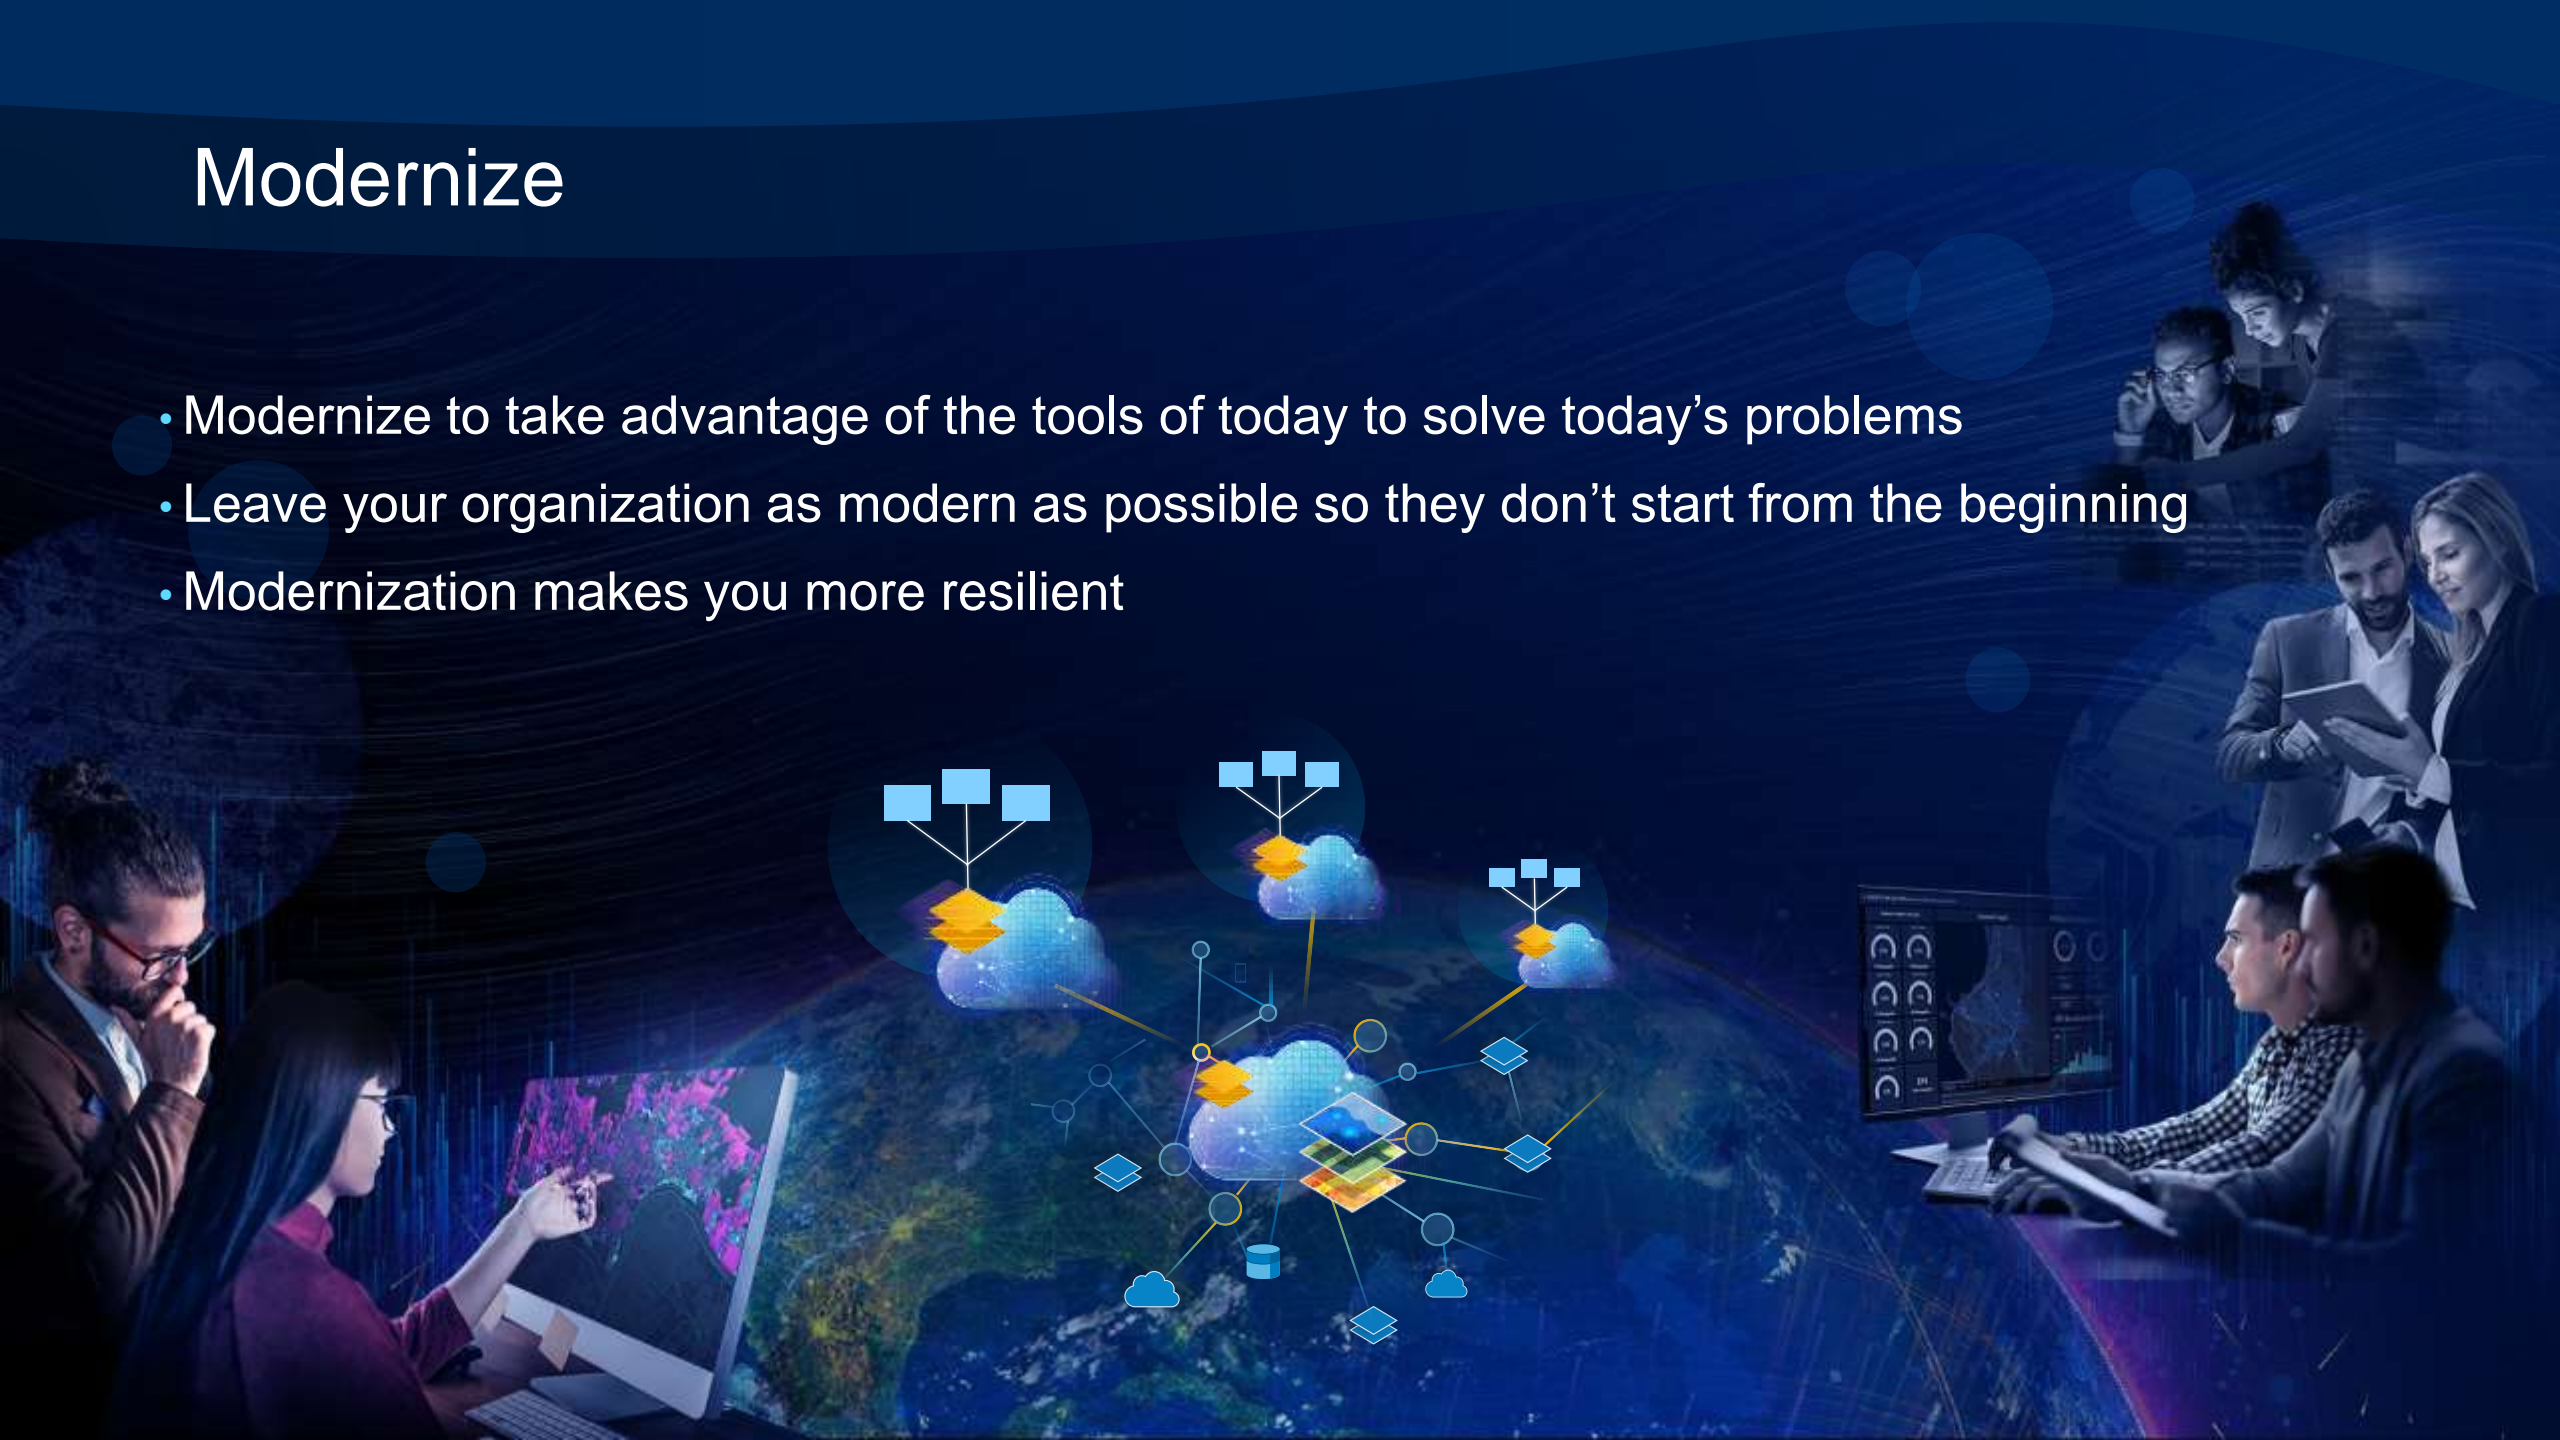 Modernize
• Modernize to take advantage of the tools of today to solve today’s problems
• Leave your organization as modern as possible so they don’t start from the beginning
• Modernization makes you more resilient